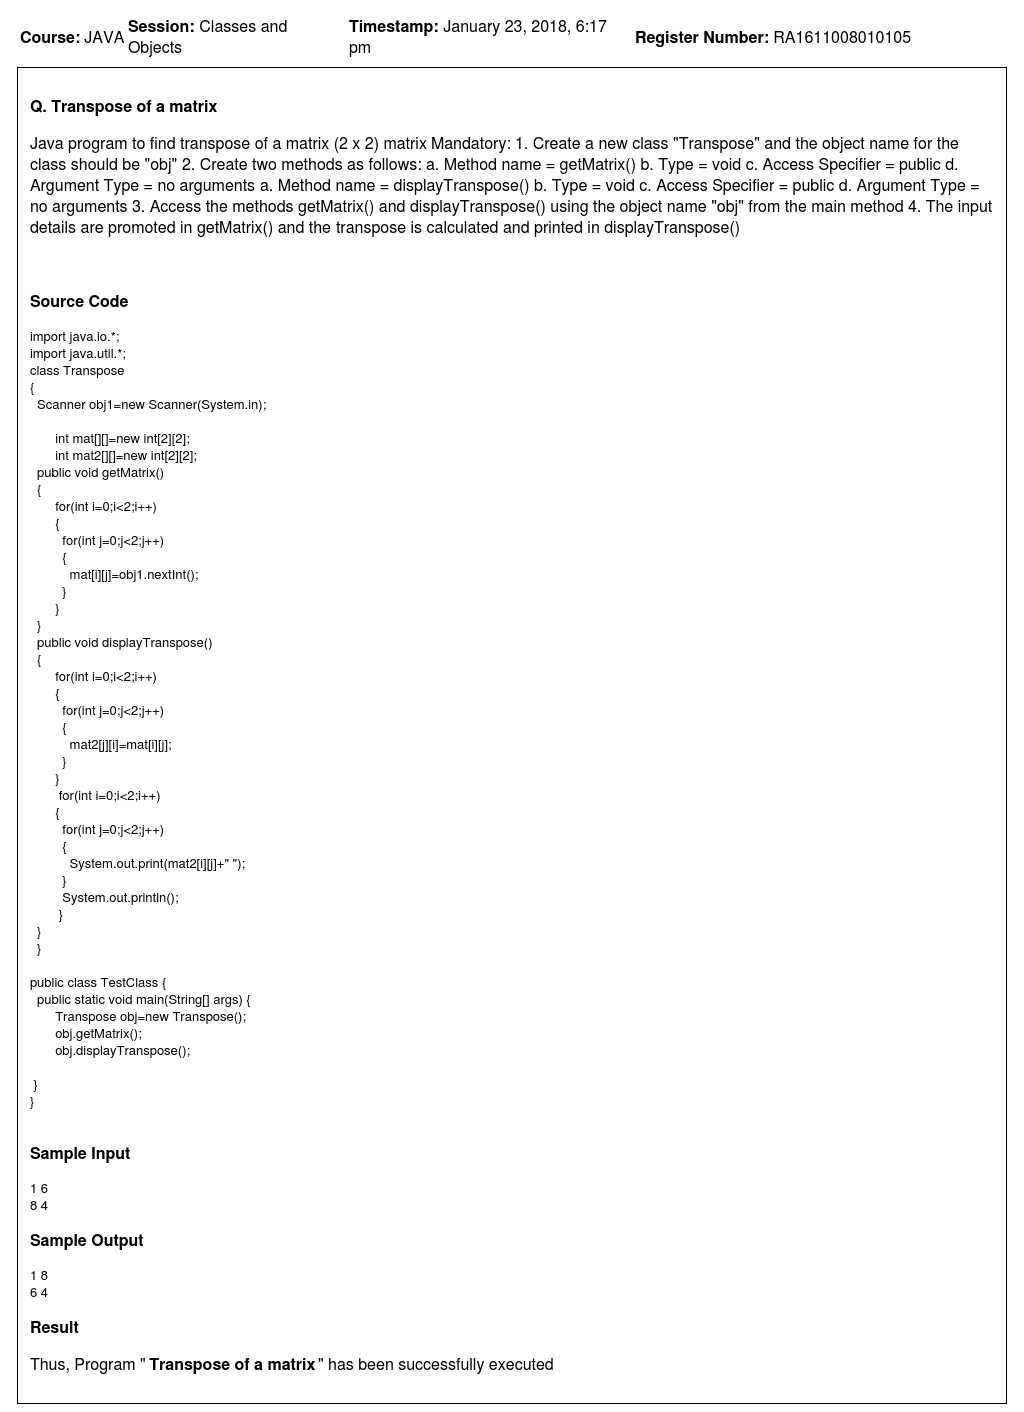 Course: JAVA Session: Classes and Objects Timestamp: January 23, 2018, 6:17 pm Register Number: RA1611008010105
Q. Transpose of a matrix
Java program to find transpose of a matrix (2 x 2) matrix Mandatory: 1. Create a new class "Transpose" and the object name for the
class should be "obj" 2. Create two methods as follows: a. Method name = getMatrix() b. Type = void c. Access Specifier = public d.
Argument Type = no arguments a. Method name = displayTranspose() b. Type = void c. Access Specifier = public d. Argument Type =
no arguments 3. Access the methods getMatrix() and displayTranspose() using the object name "obj" from the main method 4. The input
details are promoted in getMatrix() and the transpose is calculated and printed in displayTranspose()
Source Code
import java.io.*;
import java.util.*;
class Transpose
{
Scanner obj1=new Scanner(System.in);
int mat[][]=new int[2][2];
int mat2[][]=new int[2][2];
public void getMatrix()
{
for(int i=0;i<2;i++)
{
for(int j=0;j<2;j++)
{
mat[i][j]=obj1.nextInt();
}
}
}
public void displayTranspose()
{
for(int i=0;i<2;i++)
{
for(int j=0;j<2;j++)
{
mat2[j][i]=mat[i][j];
}
}
for(int i=0;i<2;i++)
{
for(int j=0;j<2;j++)
{
System.out.print(mat2[i][j]+" ");
}
System.out.println();
}
}
}
public class TestClass {
public static void main(String[] args) {
Transpose obj=new Transpose();
obj.getMatrix();
obj.displayTranspose();
}
}
Sample Input
1 6
8 4
Sample Output
1 8
6 4
Result
Thus, Program " Transpose of a matrix " has been successfully executed